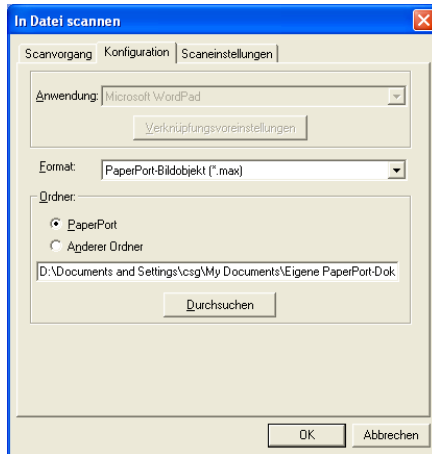 In Datei scannen
Scanvorgang Konfiguration Scaneinstellungen
Anwendung: Microsoft WordPad
Verknüpfungsvoreinstellungen
Format: PaperPort-Bildobjekt (*.max)
Ordner:
PaperPort
Anderer Ordner
D:\Documents and Settings\csg\My Documents\Eigene PaperPort-Dok
Durchsuchen
OK Abbrechen